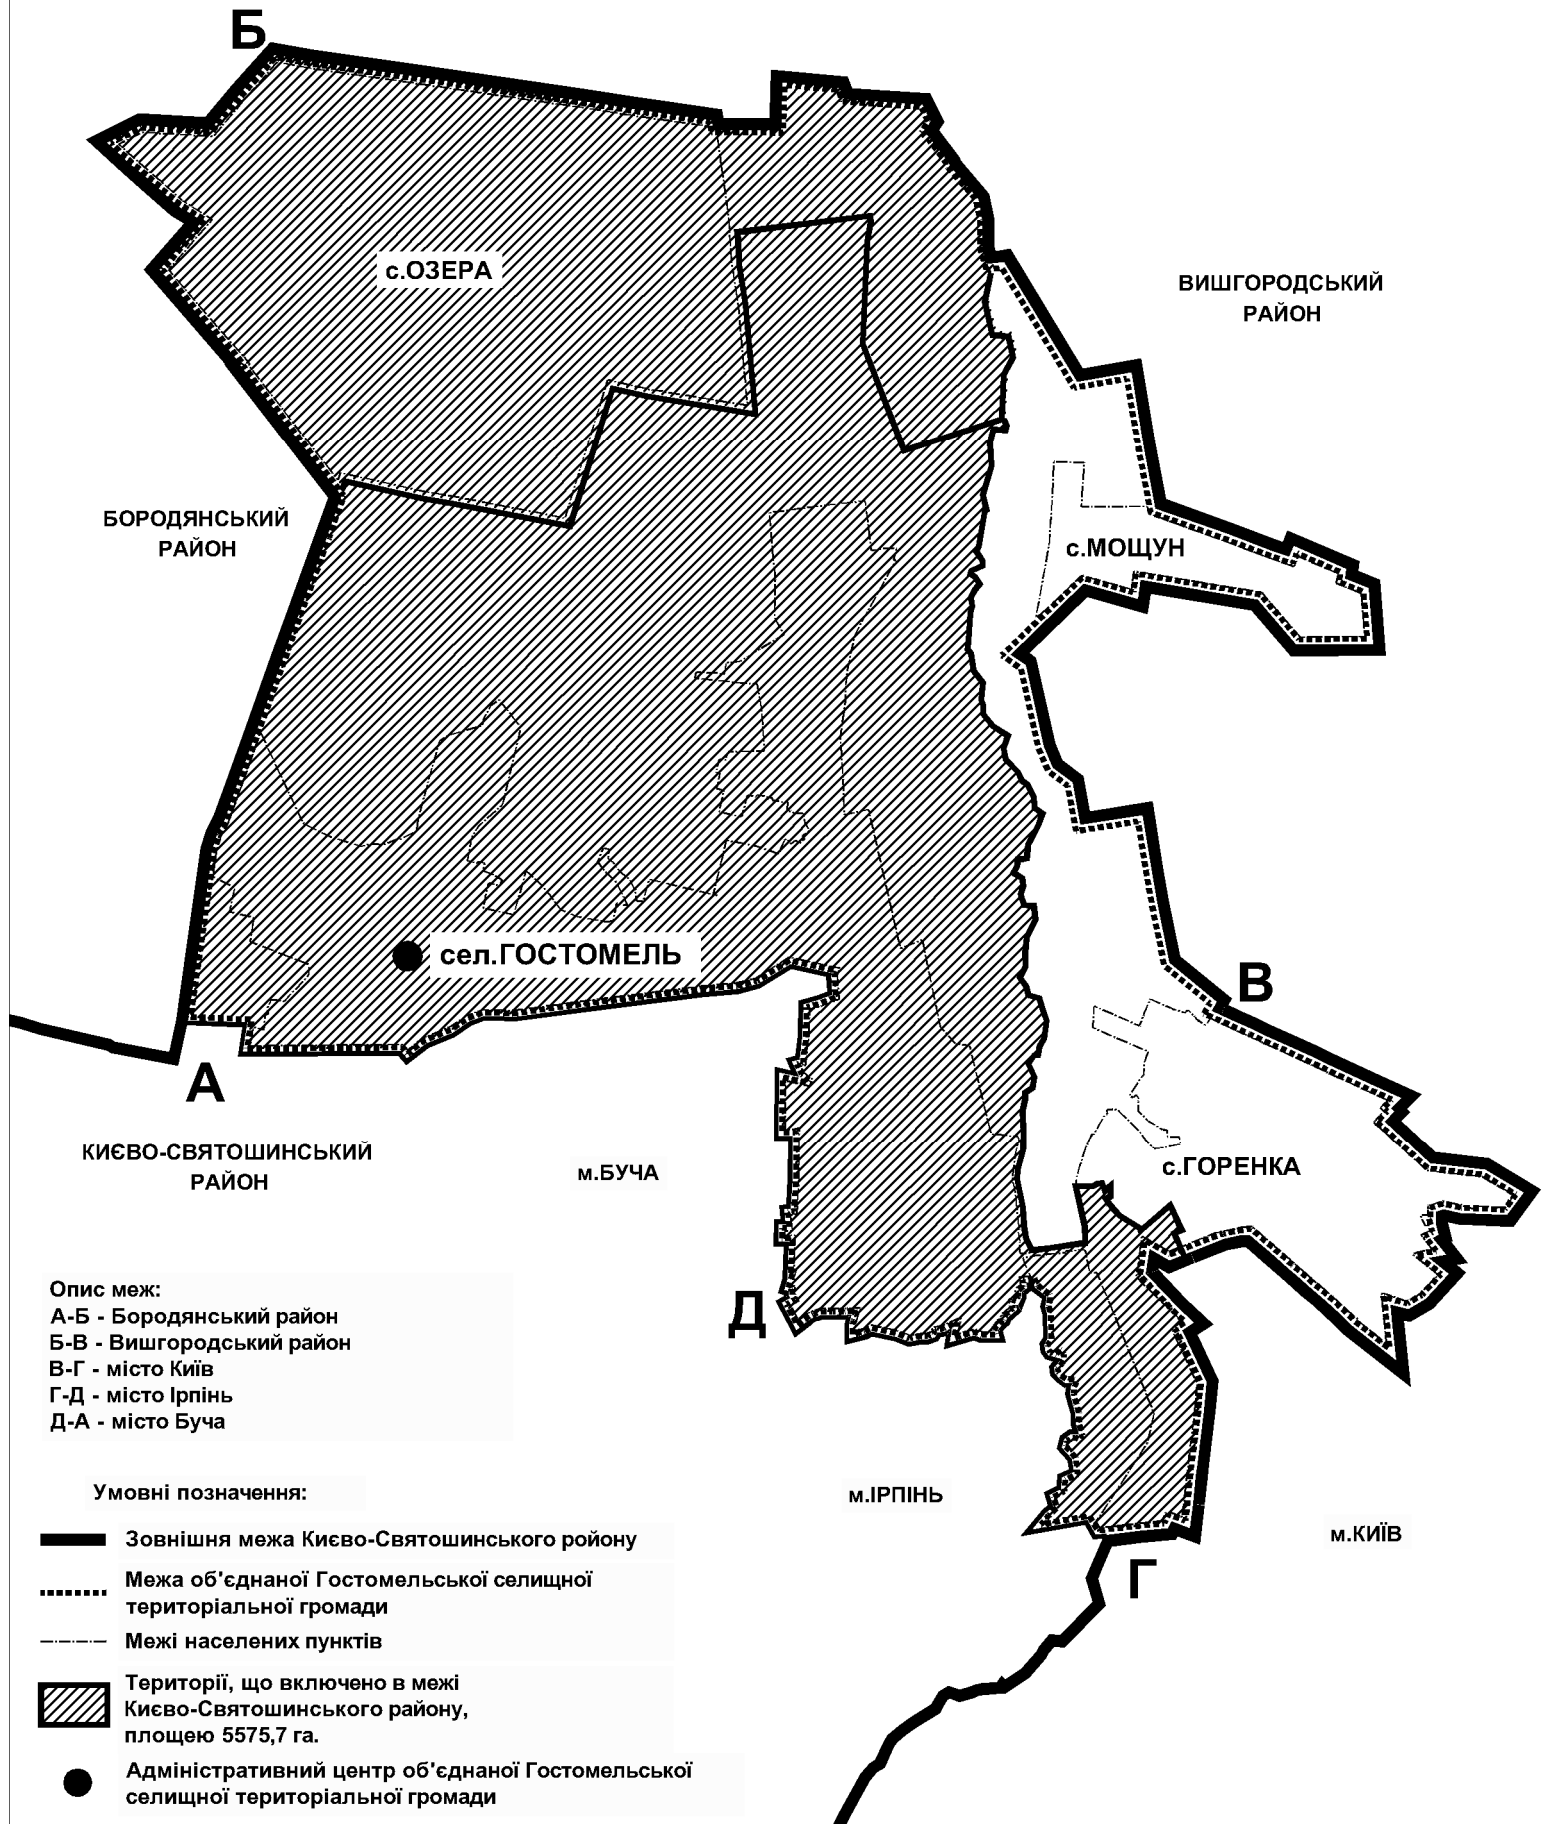 Б
с.ОЗЕРА
ВИШГОРОДСЬКИЙ
РАЙОН
БОРОДЯНСЬКИЙ
РАЙОН
с.МОЩУН
сел.ГОСТОМЕЛЬ
В
А
КИЄВО-СВЯТОШИНСЬКИЙ
РАЙОН
м.БУЧА
с.ГОРЕНКА
Д
Опис меж:
А-Б - Бородянський район
Б-В - Вишгородський район
В-Г - місто Київ
Г-Д - місто Ірпінь
Д-А - місто Буча
м.ІРПІНЬ
м.КИЇВ
Г
Умовні позначення:
Зовнішня межа Києво-Святошинського ройону
Межа об'єднаної Гостомельської селищної
територіальної громади
Межі населених пунктів
Території, що включено в межі
Києво-Святошинського району,
площею 5575,7 га.
Адміністративний центр об'єднаної Гостомельської
селищної територіальної громади